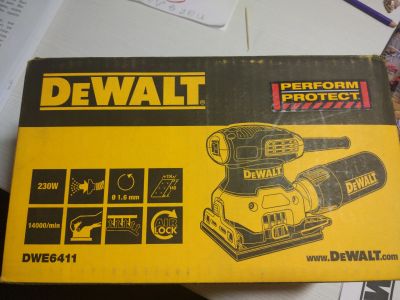 DEWALT
PERFORM
PROTECT
230W
Ø 1.6 mm
14000/min
AIR
LOCK
DEWALT
DEWALT
DWE6411
www.DEWALT.com